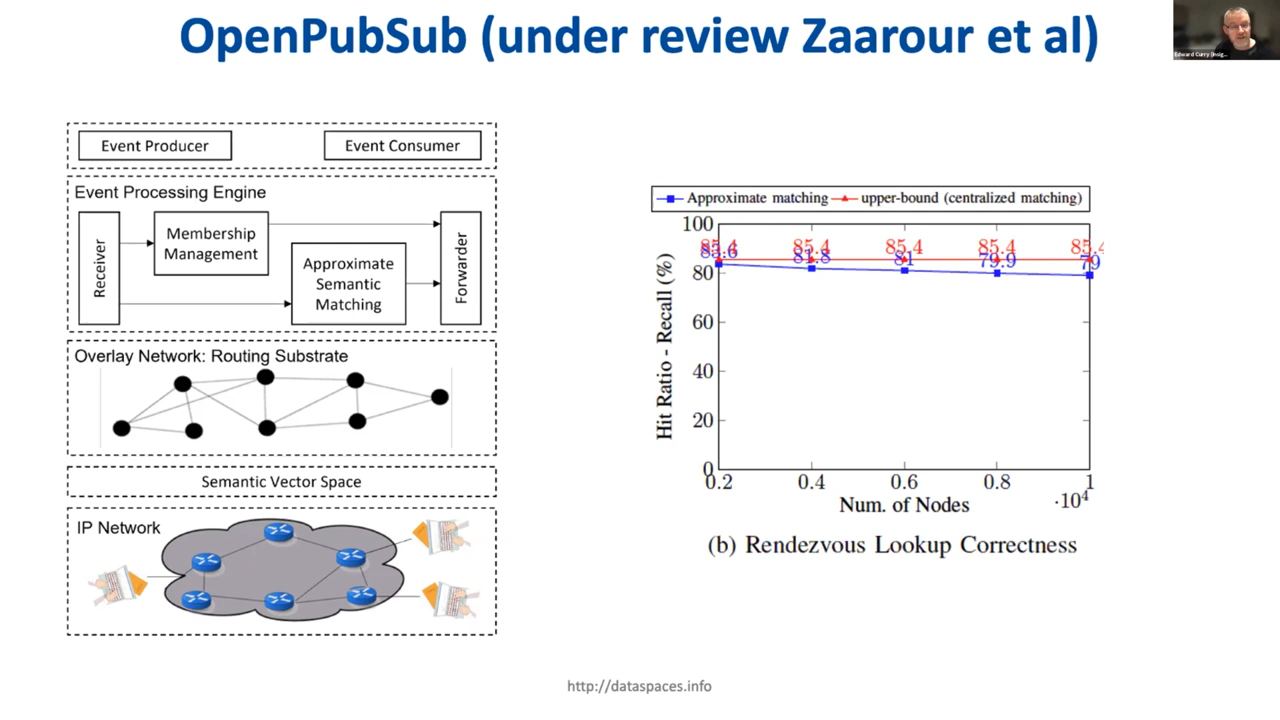 OpenPubSub (under review Zaarour et al)
Event Producer
Event Consumer
Event Processing Engine
Receiver
Membership
Management
Approximate
Semantic
Matching
Forwarder
Overlay Network: Routing Substrate
Semantic Vector Space
IP Network
Approximate matching
upper-bound (centralized matching)
100
80
60
40
20
0
Hit Ratio - Recall (%)
85.4
85.4
85.4
85.4
85.4
83.6
81.8
81
79.9
79
0.2
0.4
0.6
0.8
1
·10⁴
Num. of Nodes
(b) Rendezvous Lookup Correctness
http://dataspaces.info